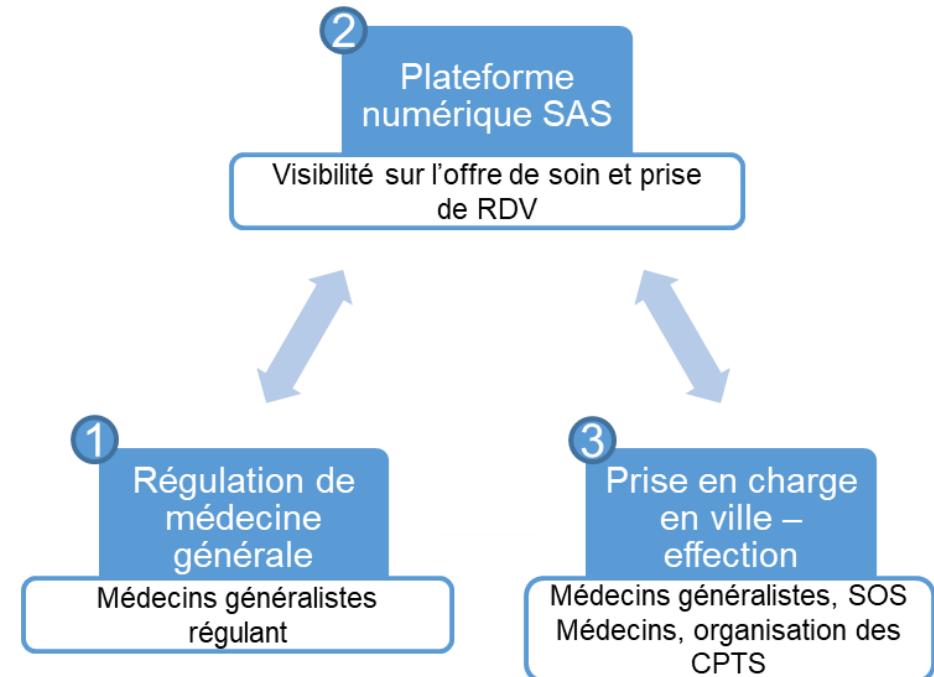 2
Plateforme
numérique SAS
Visibilité sur l’offre de soin et prise
de RDV
1
Régulation de
médecine
générale
Médecins généralistes
régulant
3
Prise en charge
en ville –
effection
Médecins généralistes, SOS
Médecins, organisation des
CPTS